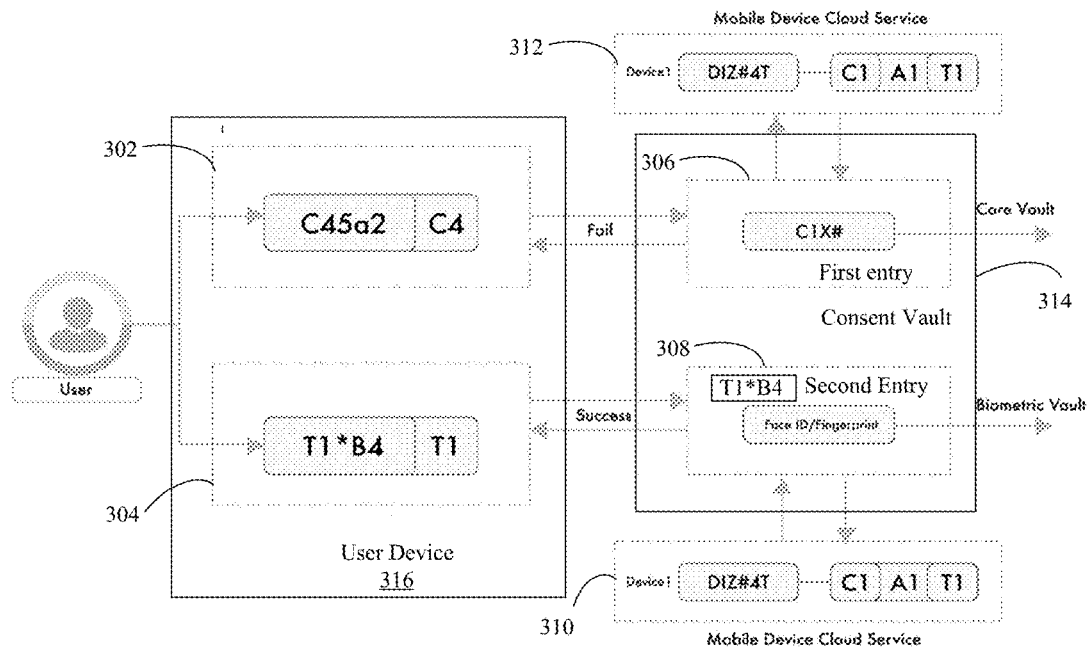 Mobile Device Cloud Service
312
Device1 DIZ#4T C1 A1 T1
302
306
C45a2 C4
Fail
C1X#
Core Vault
First entry
314
Consent Vault
User
308
T1*B4 Second Entry
Success
Face ID/Fingerprint
Biometric Vault
T1*B4 T1
304
User Device
316
Device1 DIZ#4T C1 A1 T1
310
Mobile Device Cloud Service